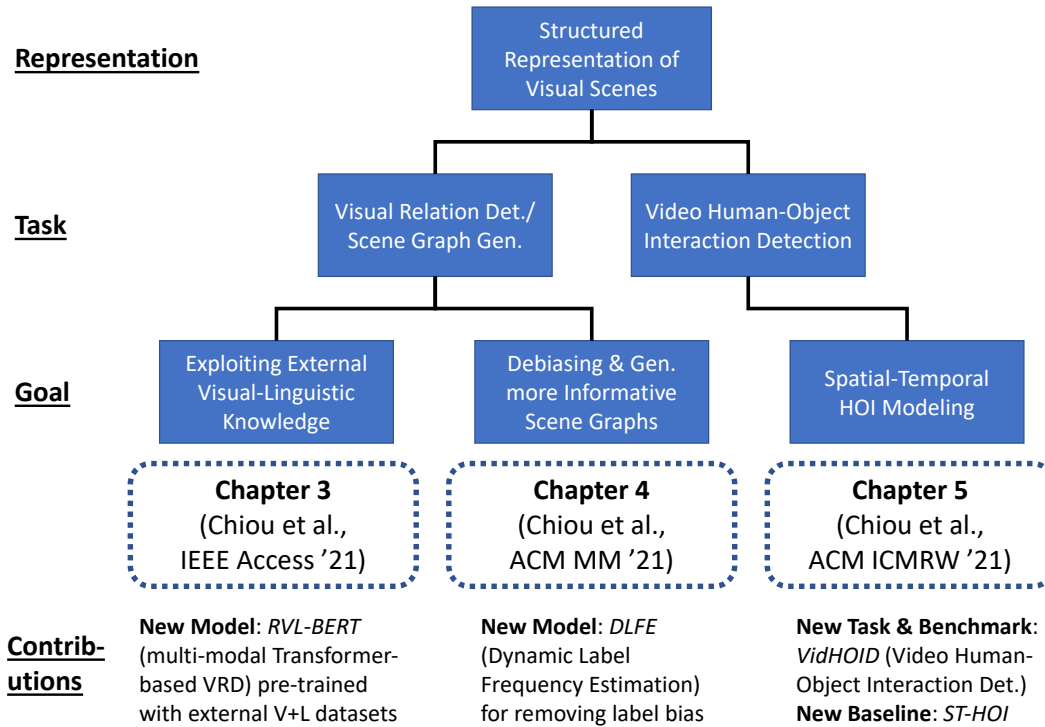 Representation
Structured
Representation of
Visual Scenes
Task
Visual Relation Det./
Scene Graph Gen.
Video Human-Object
Interaction Detection
Goal
Exploiting External
Visual-Linguistic
Knowledge
Debiasing & Gen.
more Informative
Scene Graphs
Spatial-Temporal
HOI Modeling
Chapter 3
(Chiou et al.,
IEEE Access ’21)
Chapter 4
(Chiou et al.,
ACM MM ’21)
Chapter 5
(Chiou et al.,
ACM ICMRW ’21)
Contrib-
utions
New Model: RVL-BERT
(multi-modal Transformer-
based VRD) pre-trained
with external V+L datasets
New Model: DLFE
(Dynamic Label
Frequency Estimation)
for removing label bias
New Task & Benchmark:
VidHOID (Video Human-
Object Interaction Det.)
New Baseline: ST-HOI